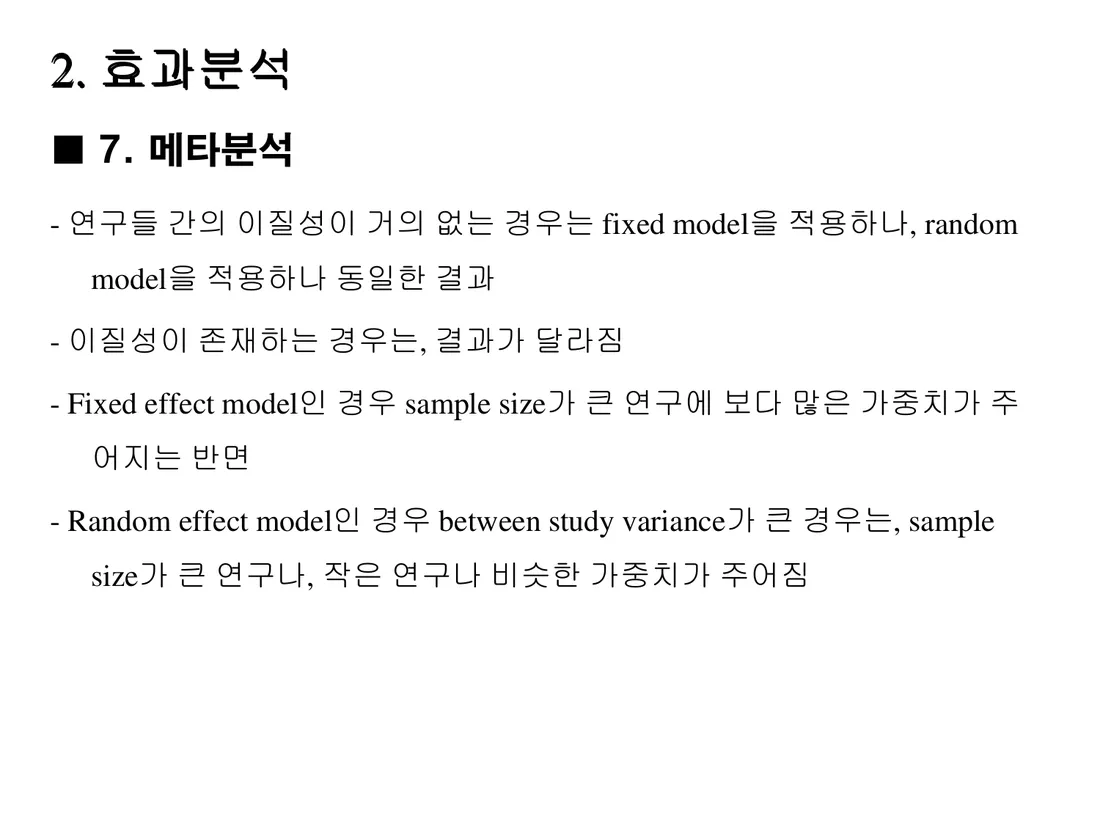 2. 효과분석
■ 7. 메타분석
- 연구들 간의 이질성이 거의 없는 경우는 fixed model을 적용하나, random
model을 적용하나 동일한 결과
- 이질성이 존재하는 경우는, 결과가 달라짐
- Fixed effect model인 경우 sample size가 큰 연구에 보다 많은 가중치가 주
어지는 반면
- Random effect model인 경우 between study variance가 큰 경우는, sample
size가 큰 연구나, 작은 연구나 비슷한 가중치가 주어짐